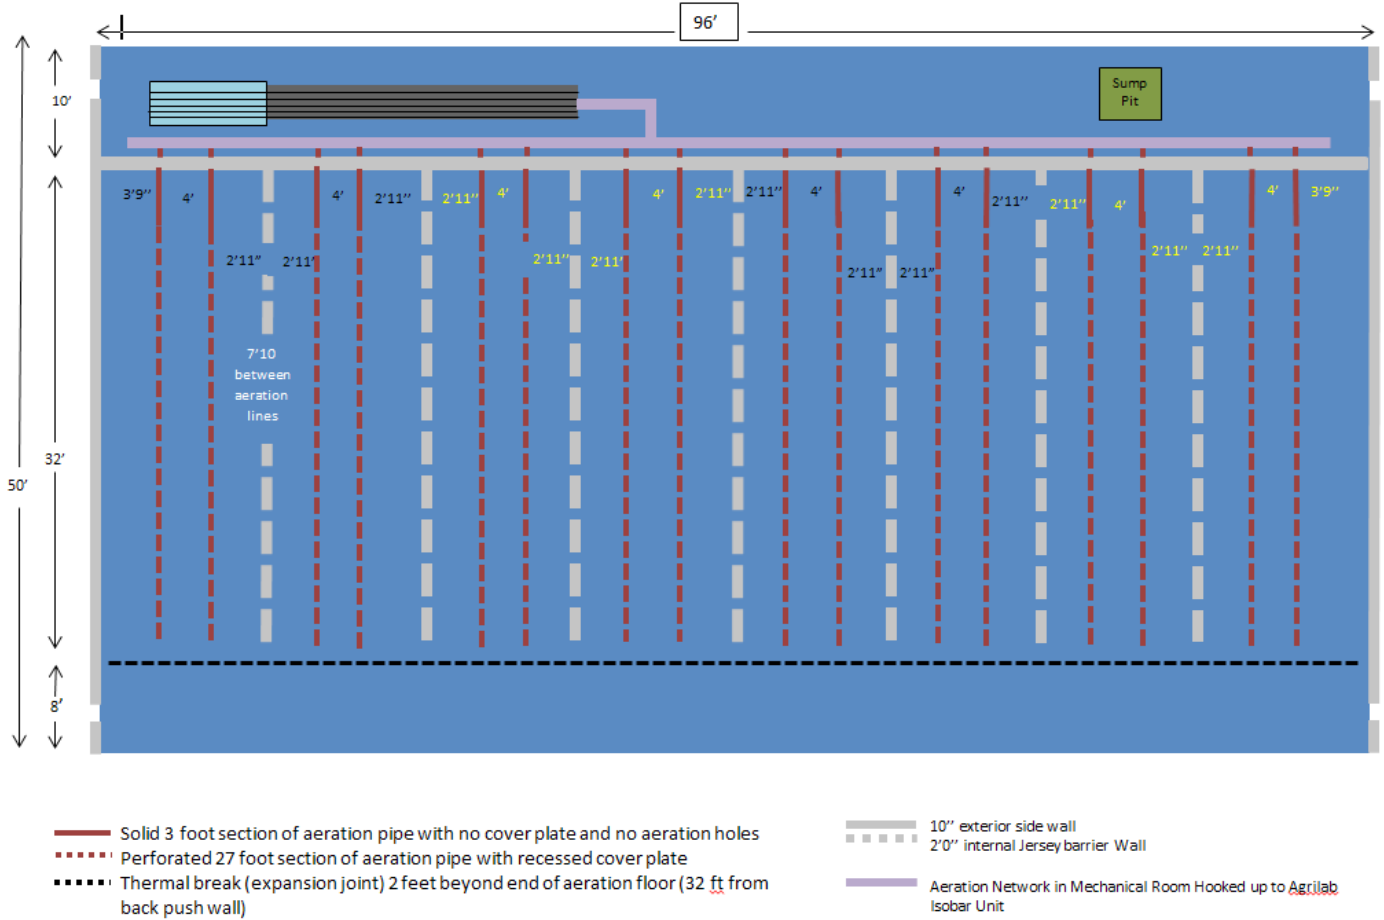 96’
10’
Sump
Pit
3’9’’
4’
4’
2’11’’
2’11’’
4’
4’
2’11’’
2’11’’
4’
4’
2’11’’
2’11’’
4’
4’
3’9’’
2’11”
2’11’
2’11’’
2’11’
2’11”
2’11”
2’11’’
2’11’’
7’10
between
aeration
lines
32’
50’
8’
Solid 3 foot section of aeration pipe with no cover plate and no aeration holes
Perforated 27 foot section of aeration pipe with recessed cover plate
Thermal break (expansion joint) 2 feet beyond end of aeration floor (32 ft from
back push wall)
10’’ exterior side wall
2’0’’ internal Jersey barrier Wall
Aeration Network in Mechanical Room Hooked up to Agrilab
Isobar Unit